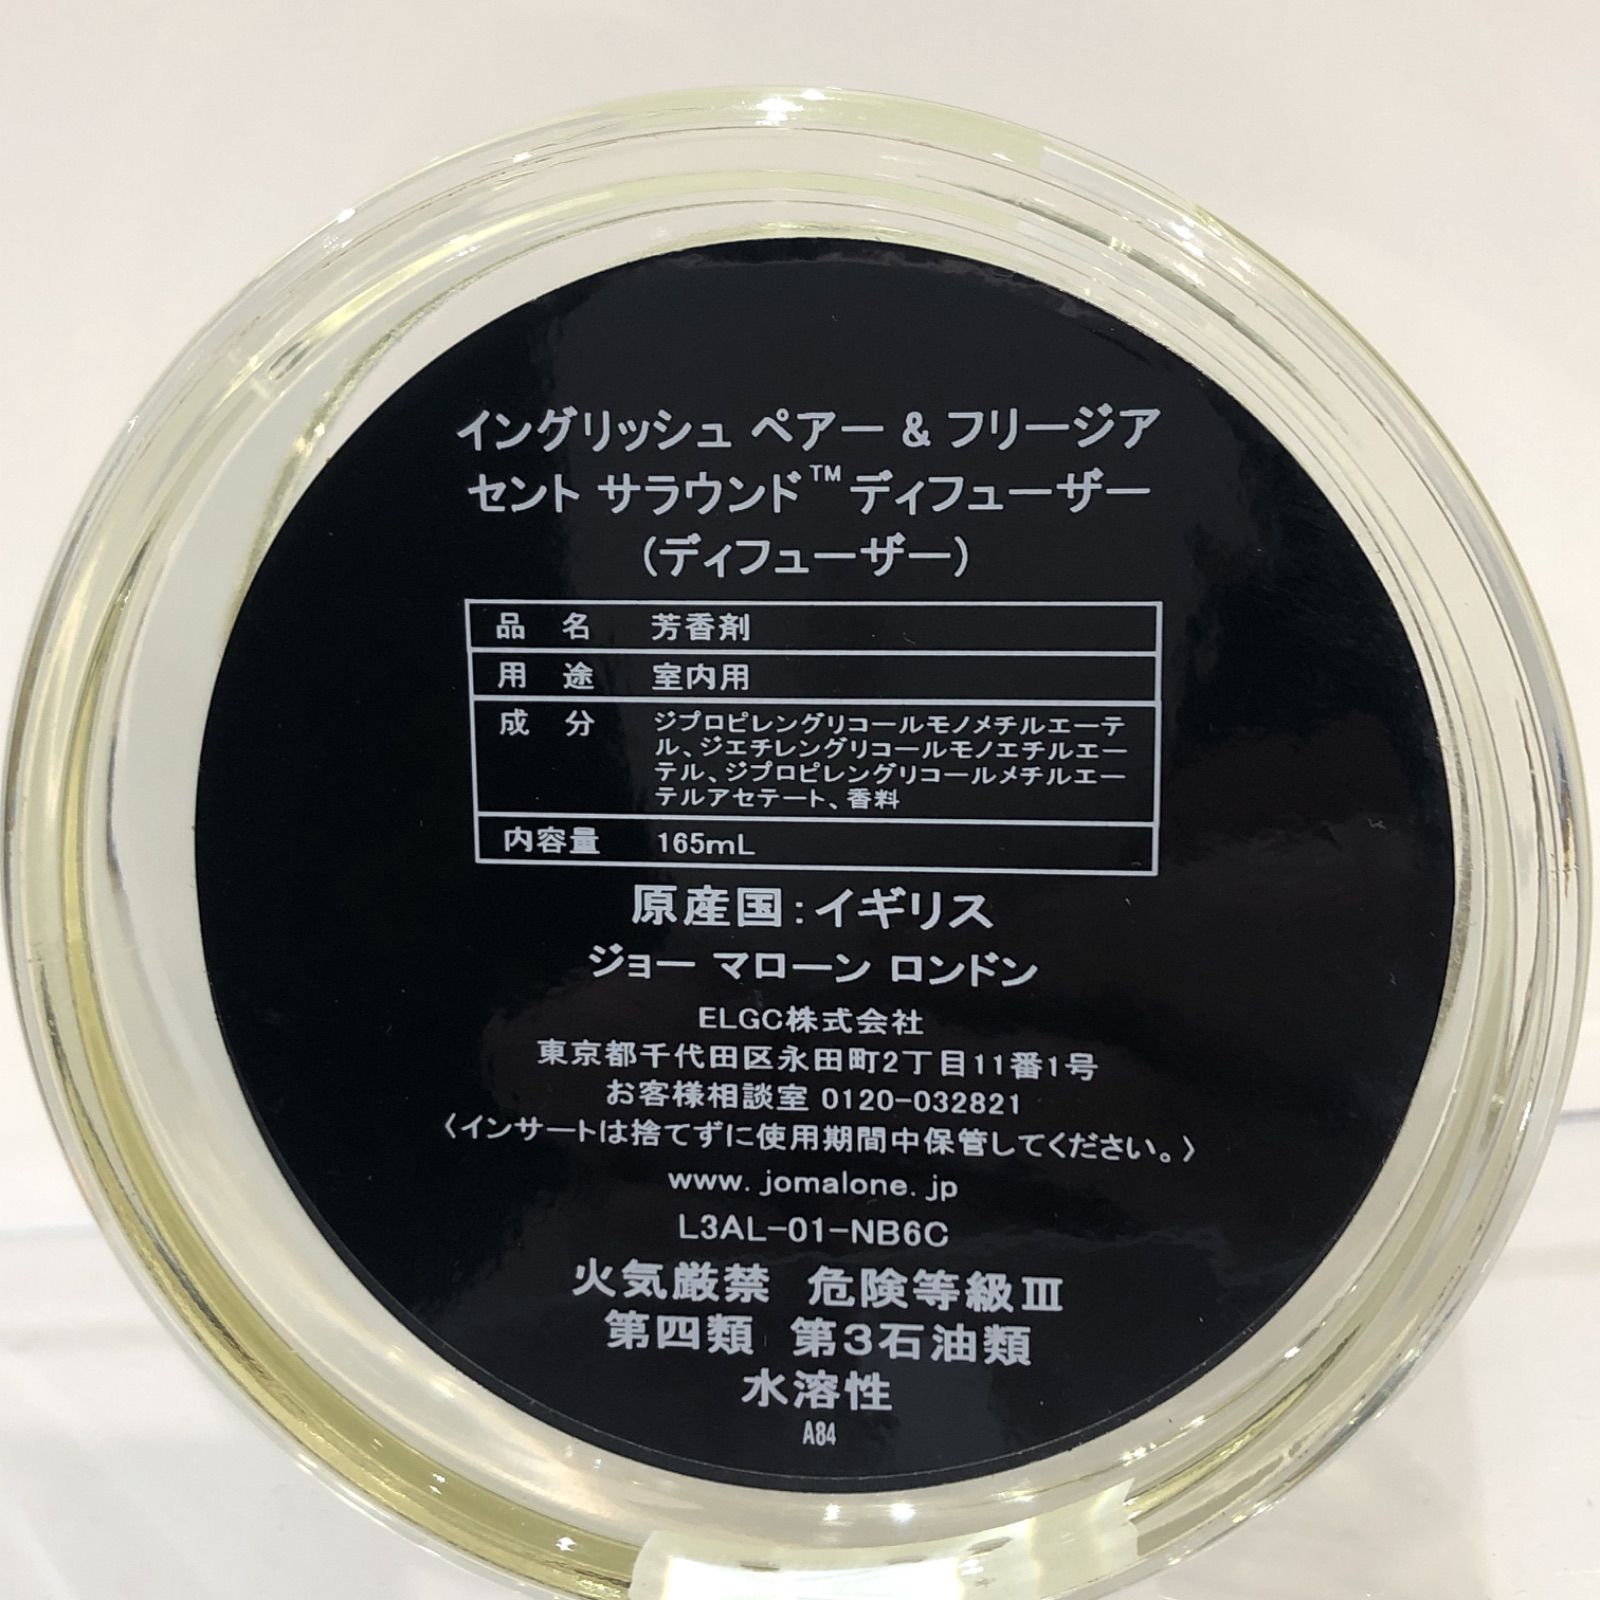 イングリッシュ ペアー & フリージア
セント サラウンド™ ディフューザー
(ディフューザー)
品 名 芳香剤
用 途 室内用
成 分 ジプロピレングリコールモノメチルエーテ
ル、ジエチレングリコールモノエチルエー
テル、ジプロピレングリコールメチルエー
テルアセテート、香料
内容量 165mL
原産国:イギリス
ジョー マローン ロンドン
ELGC株式会社
東京都千代田区永田町2丁目11番1号
お客様相談室 0120-032821
〈インサートは捨てずに使用期間中保管してください。〉
www.jomalone.jp
L3AL-01-NB6C
火気厳禁 危険等級Ⅲ
第四類 第3石油類
水溶性
A84